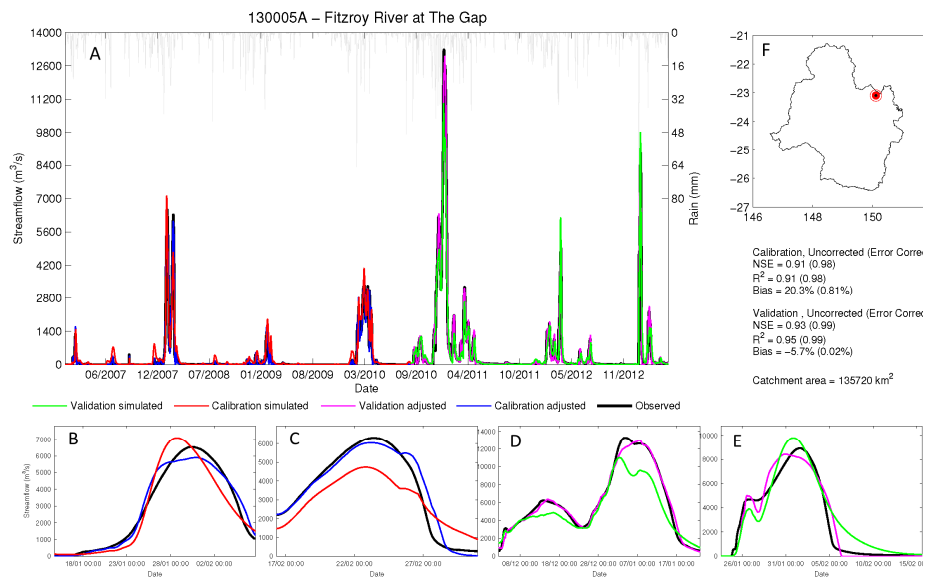 130005A – Fitzroy River at The Gap
A
14000
12600
11200
9800
8400
7000
5600
4200
2800
1400
0
Streamflow (m³/s)
0
16
32
48
64
80
Rain (mm)
06/2007 12/2007 07/2008 01/2009 08/2009 03/2010 09/2010 04/2011 10/2011 05/2012 11/2012
Date
F
−21
−22
−23
−24
−25
−26
−27
146 148 150
Calibration, Uncorrected (Error Corre
NSE = 0.91 (0.98)
R² = 0.91 (0.98)
Bias = 20.3% (0.81%)
Validation , Uncorrected (Error Corre
NSE = 0.93 (0.99)
R² = 0.95 (0.99)
Bias = −5.7% (0.02%)
Catchment area = 135720 km²
Validation simulated Calibration simulated Validation adjusted Calibration adjusted Observed
B
7000
6000
5000
4000
3000
2000
1000
0
Streamflow (m³/s)
18/01 00:00 23/01 00:00 28/01 00:00 02/02 00:00
Date
C
6000
5000
4000
3000
2000
1000
0
17/02 00:00 22/02 00:00 27/02 00:00
Date
D
14000
12000
10000
8000
6000
4000
2000
0
08/12 00:00 18/12 00:00 28/12 00:00 07/01 00:00 17/01 00:00
Date
E
10000
8000
6000
4000
2000
0
26/01 00:00 31/01 00:00 05/02 00:00 10/02 00:00 15/02 00:
Date